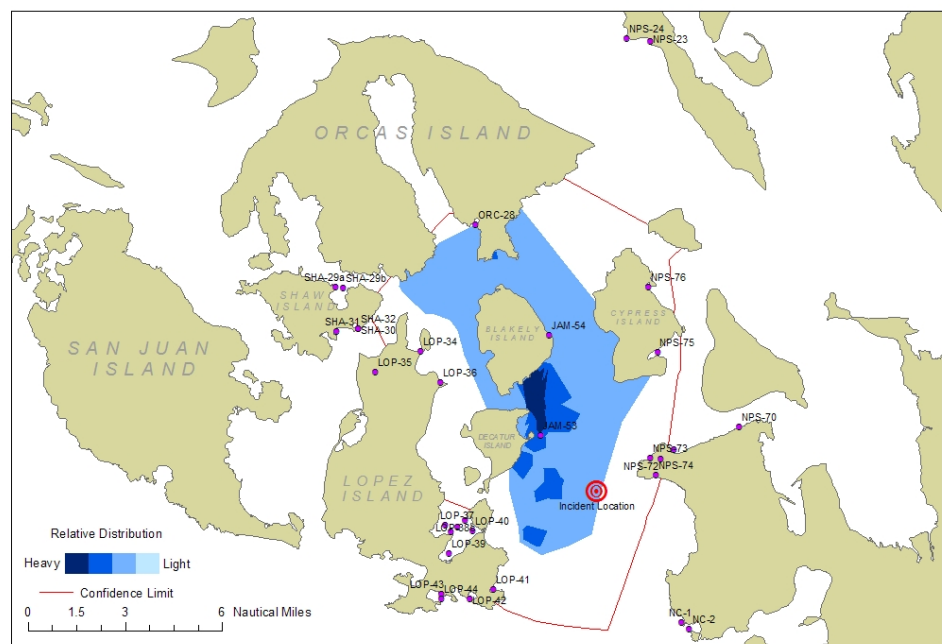 NPS-24
NPS-23
ORCAS ISLAND
ORC-28
SHA-29a
SHA-29b
NPS-76
SHAW
ISLAND
CYPRESS
ISLAND
SHA-31
SHA-32
SHA-30
BLAKELY
ISLAND
JAM-54
SAN JUAN
ISLAND
LOP-34
NPS-75
LOP-35
LOP-36
NPS-70
JAM-53
DECATUR
ISLAND
NPS-73
NPS-72
NPS-74
LOPEZ
ISLAND
Incident Location
LOP-37
LOP-40
LOP-39
Relative Distribution
Heavy
Light
LOP-41
LOP-43
LOP-44
LOP-42
Confidence Limit
0
1.5
3
6
Nautical Miles
NC-1
NC-2